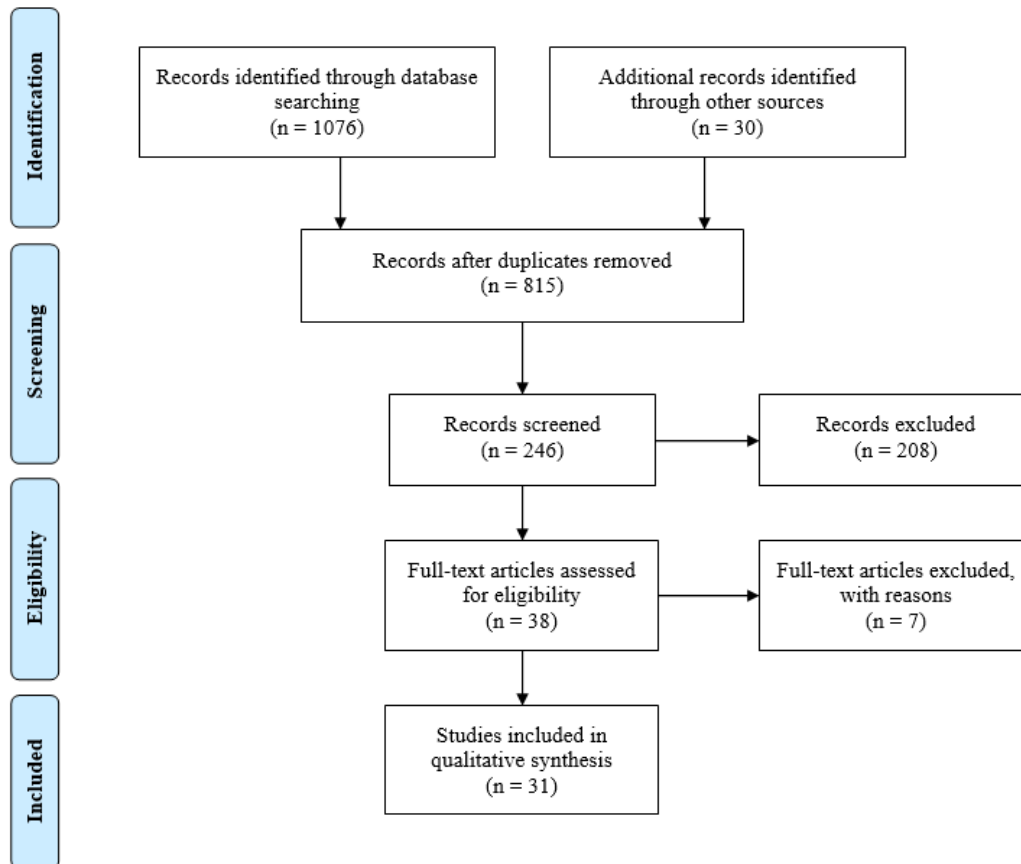 Identification
Records identified through database
searching
(n = 1076)
Additional records identified
through other sources
(n = 30)
Screening
Records after duplicates removed
(n = 815)
Records screened
(n = 246)
Records excluded
(n = 208)
Eligibility
Full-text articles assessed
for eligibility
(n = 38)
Full-text articles excluded,
with reasons
(n = 7)
Included
Studies included in
qualitative synthesis
(n = 31)